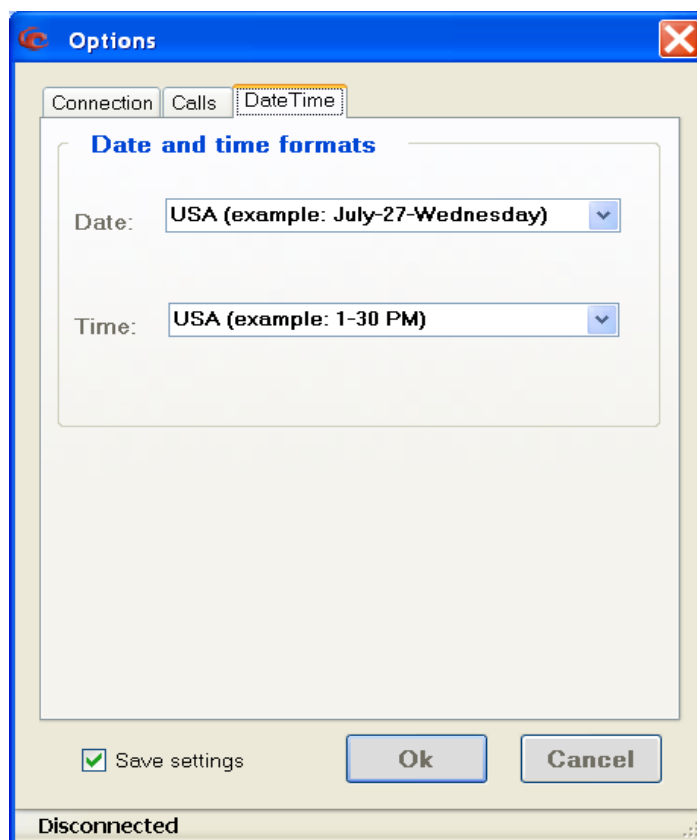 Options
Connection Calls DateTime
Date and time formats
Date: USA (example: July-27-Wednesday)
Time: USA (example: 1-30 PM)
Save settings Ok Cancel
Disconnected